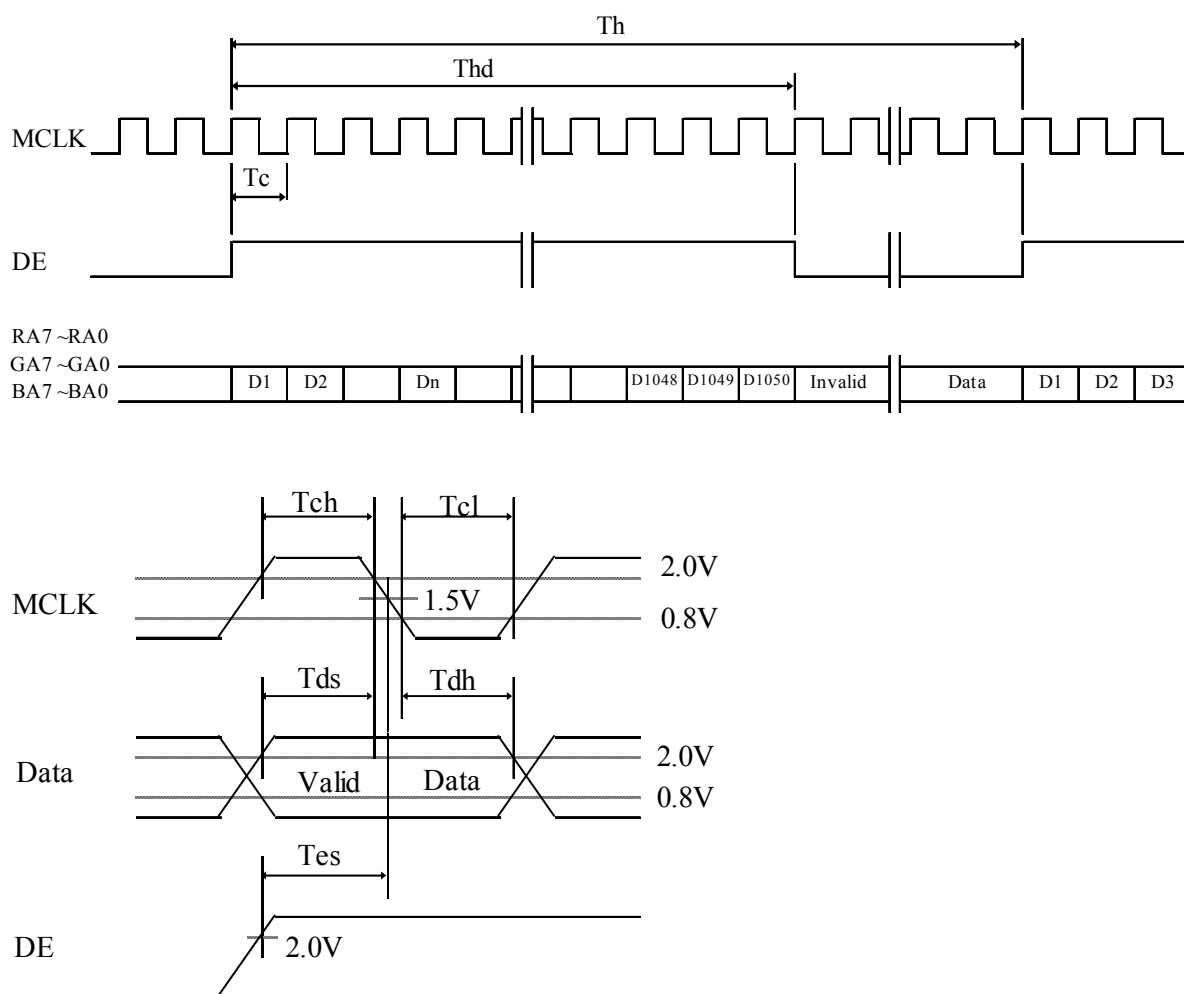 Th
Thd
MCLK
Tc
DE
RA7 ~RA0
GA7 ~GA0
BA7 ~BA0
D1 D2 Dn D1048 D1049 D1050 Invalid Data D1 D2 D3
Tch Tcl
MCLK
2.0V
1.5V
0.8V
Tds Tdh
Data
2.0V
Valid Data
0.8V
Tes
DE
2.0V